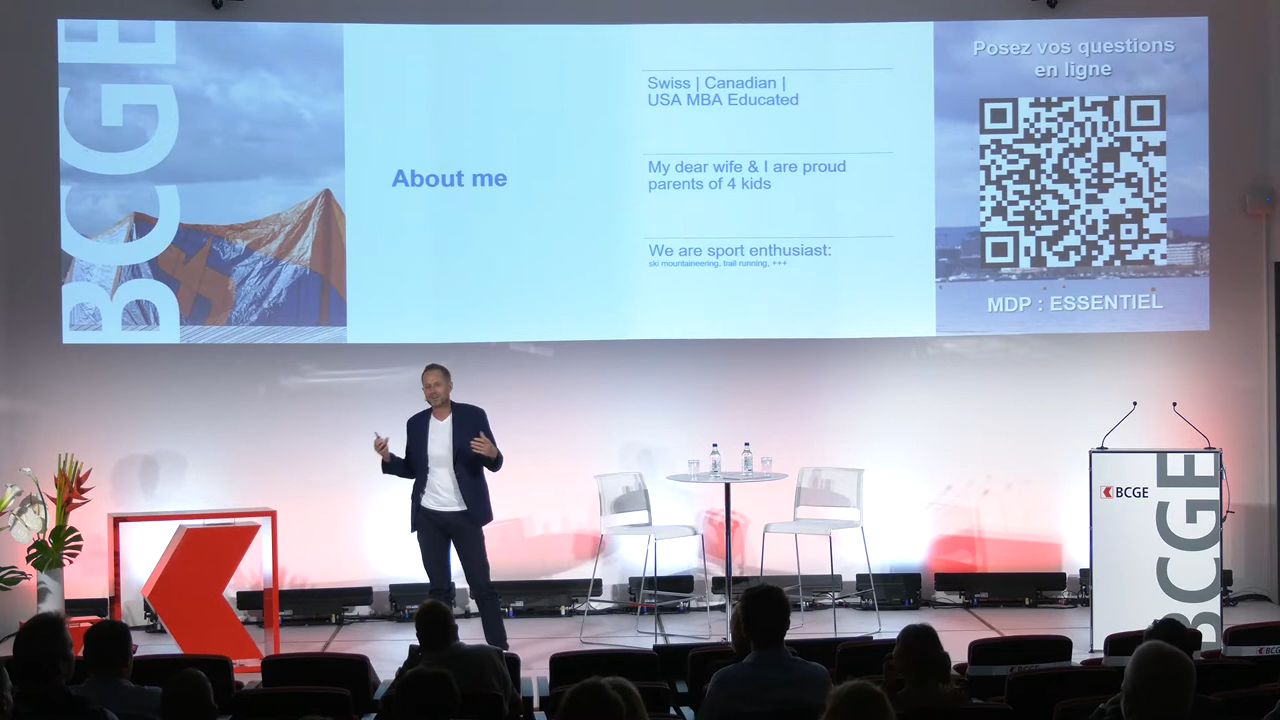 BCGE
About me
Swiss | Canadian |
USA MBA Educated
My dear wife & I are proud
parents of 4 kids
We are sport enthusiast:
ski mountaineering, trail running, +++
Posez vos questions
en ligne
MDP : ESSENTIEL
BCGE
BCGE